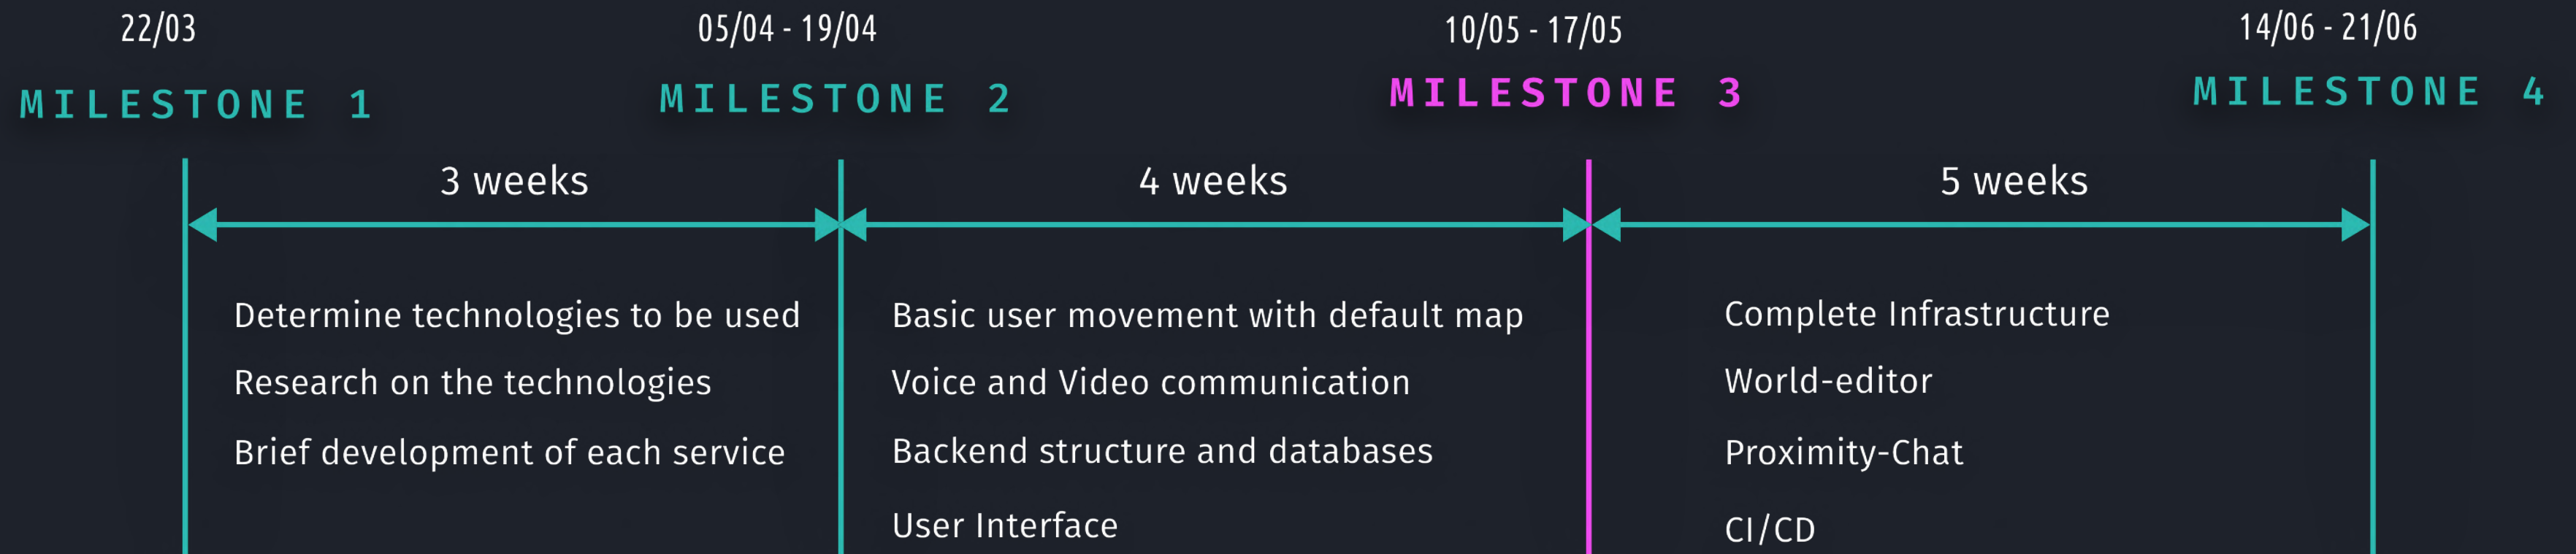 22/03
05/04 - 19/04
10/05 - 17/05
14/06 - 21/06
MILESTONE 1
MILESTONE 2
MILESTONE 3
MILESTONE 4
3 weeks
4 weeks
5 weeks
Determine technologies to be used
Research on the technologies
Brief development of each service
Basic user movement with default map
Voice and Video communication
Backend structure and databases
User Interface
Complete Infrastructure
World-editor
Proximity-Chat
CI/CD